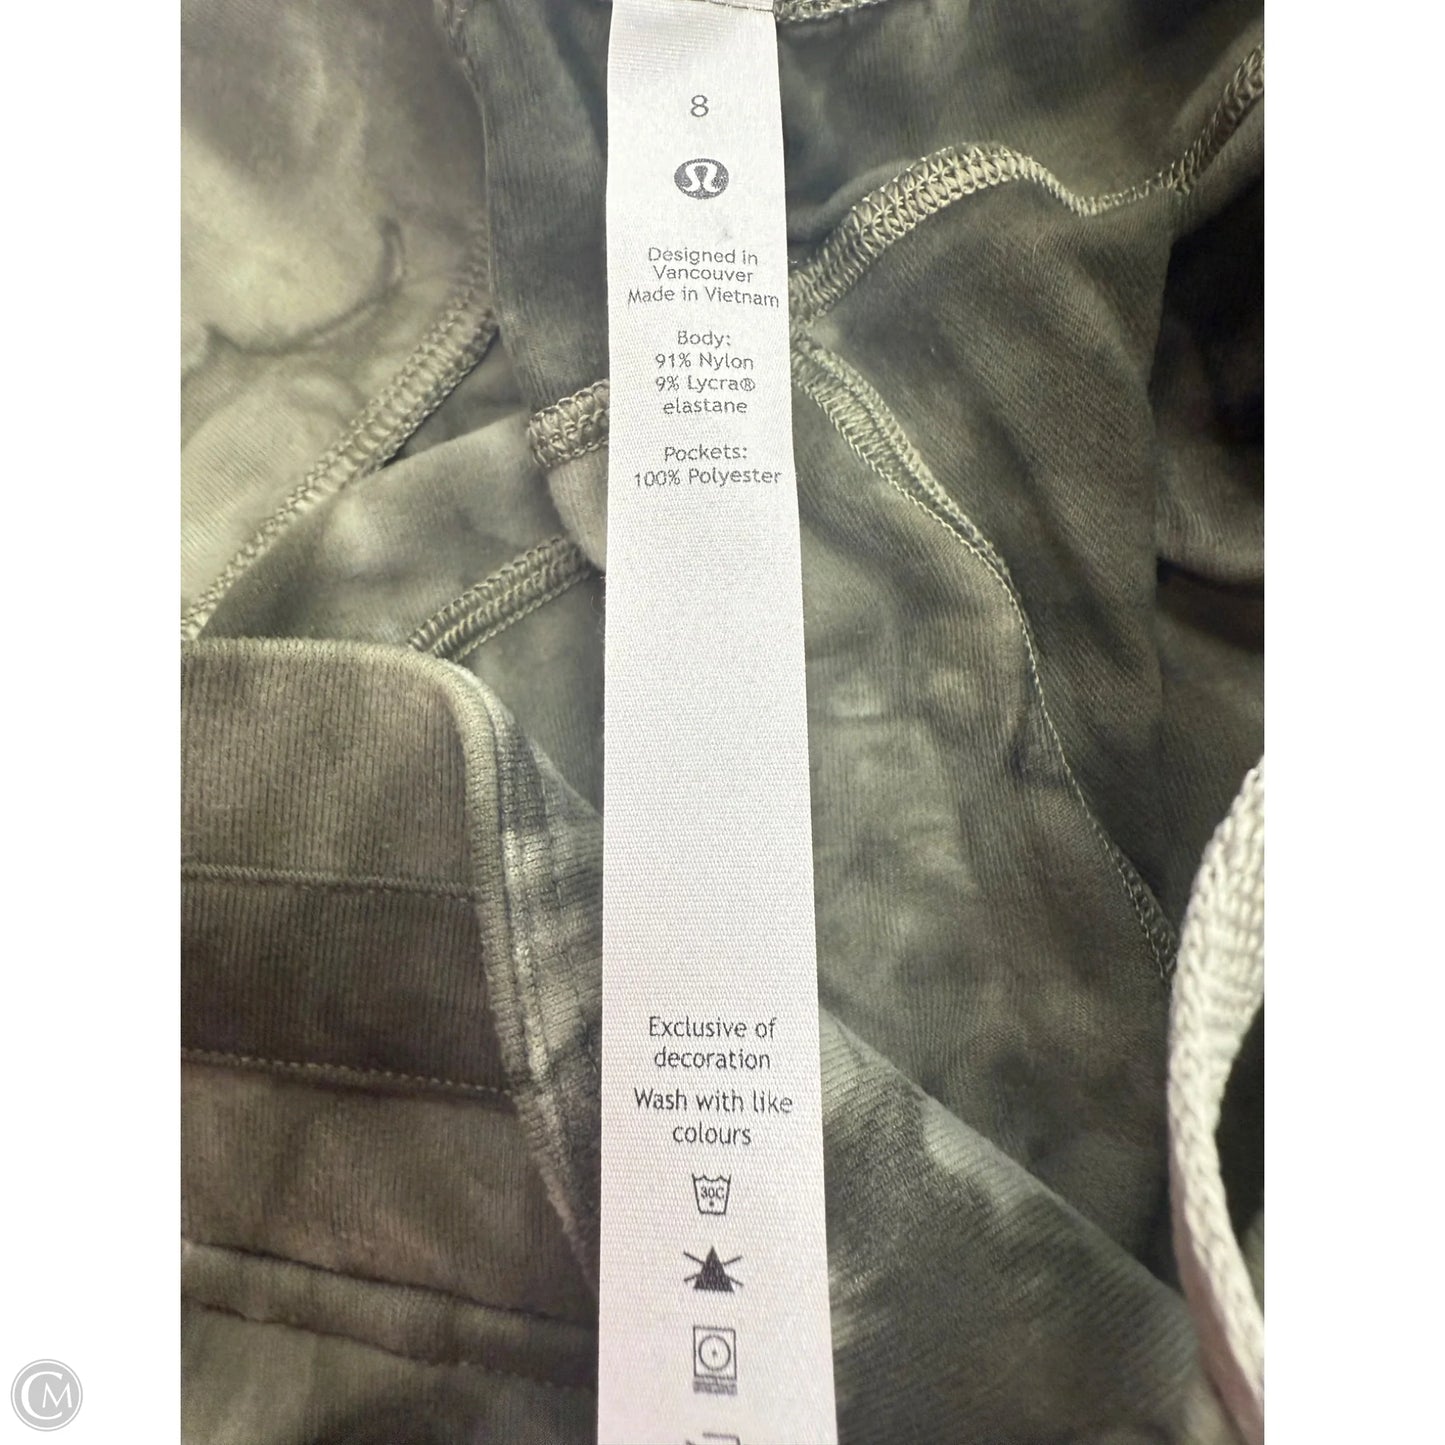 8
Designed in
Vancouver
Made in Vietnam
Body:
91% Nylon
9% Lycra®
elastane
Pockets:
100% Polyester
Exclusive of
decoration
Wash with like
colours
30C
CM